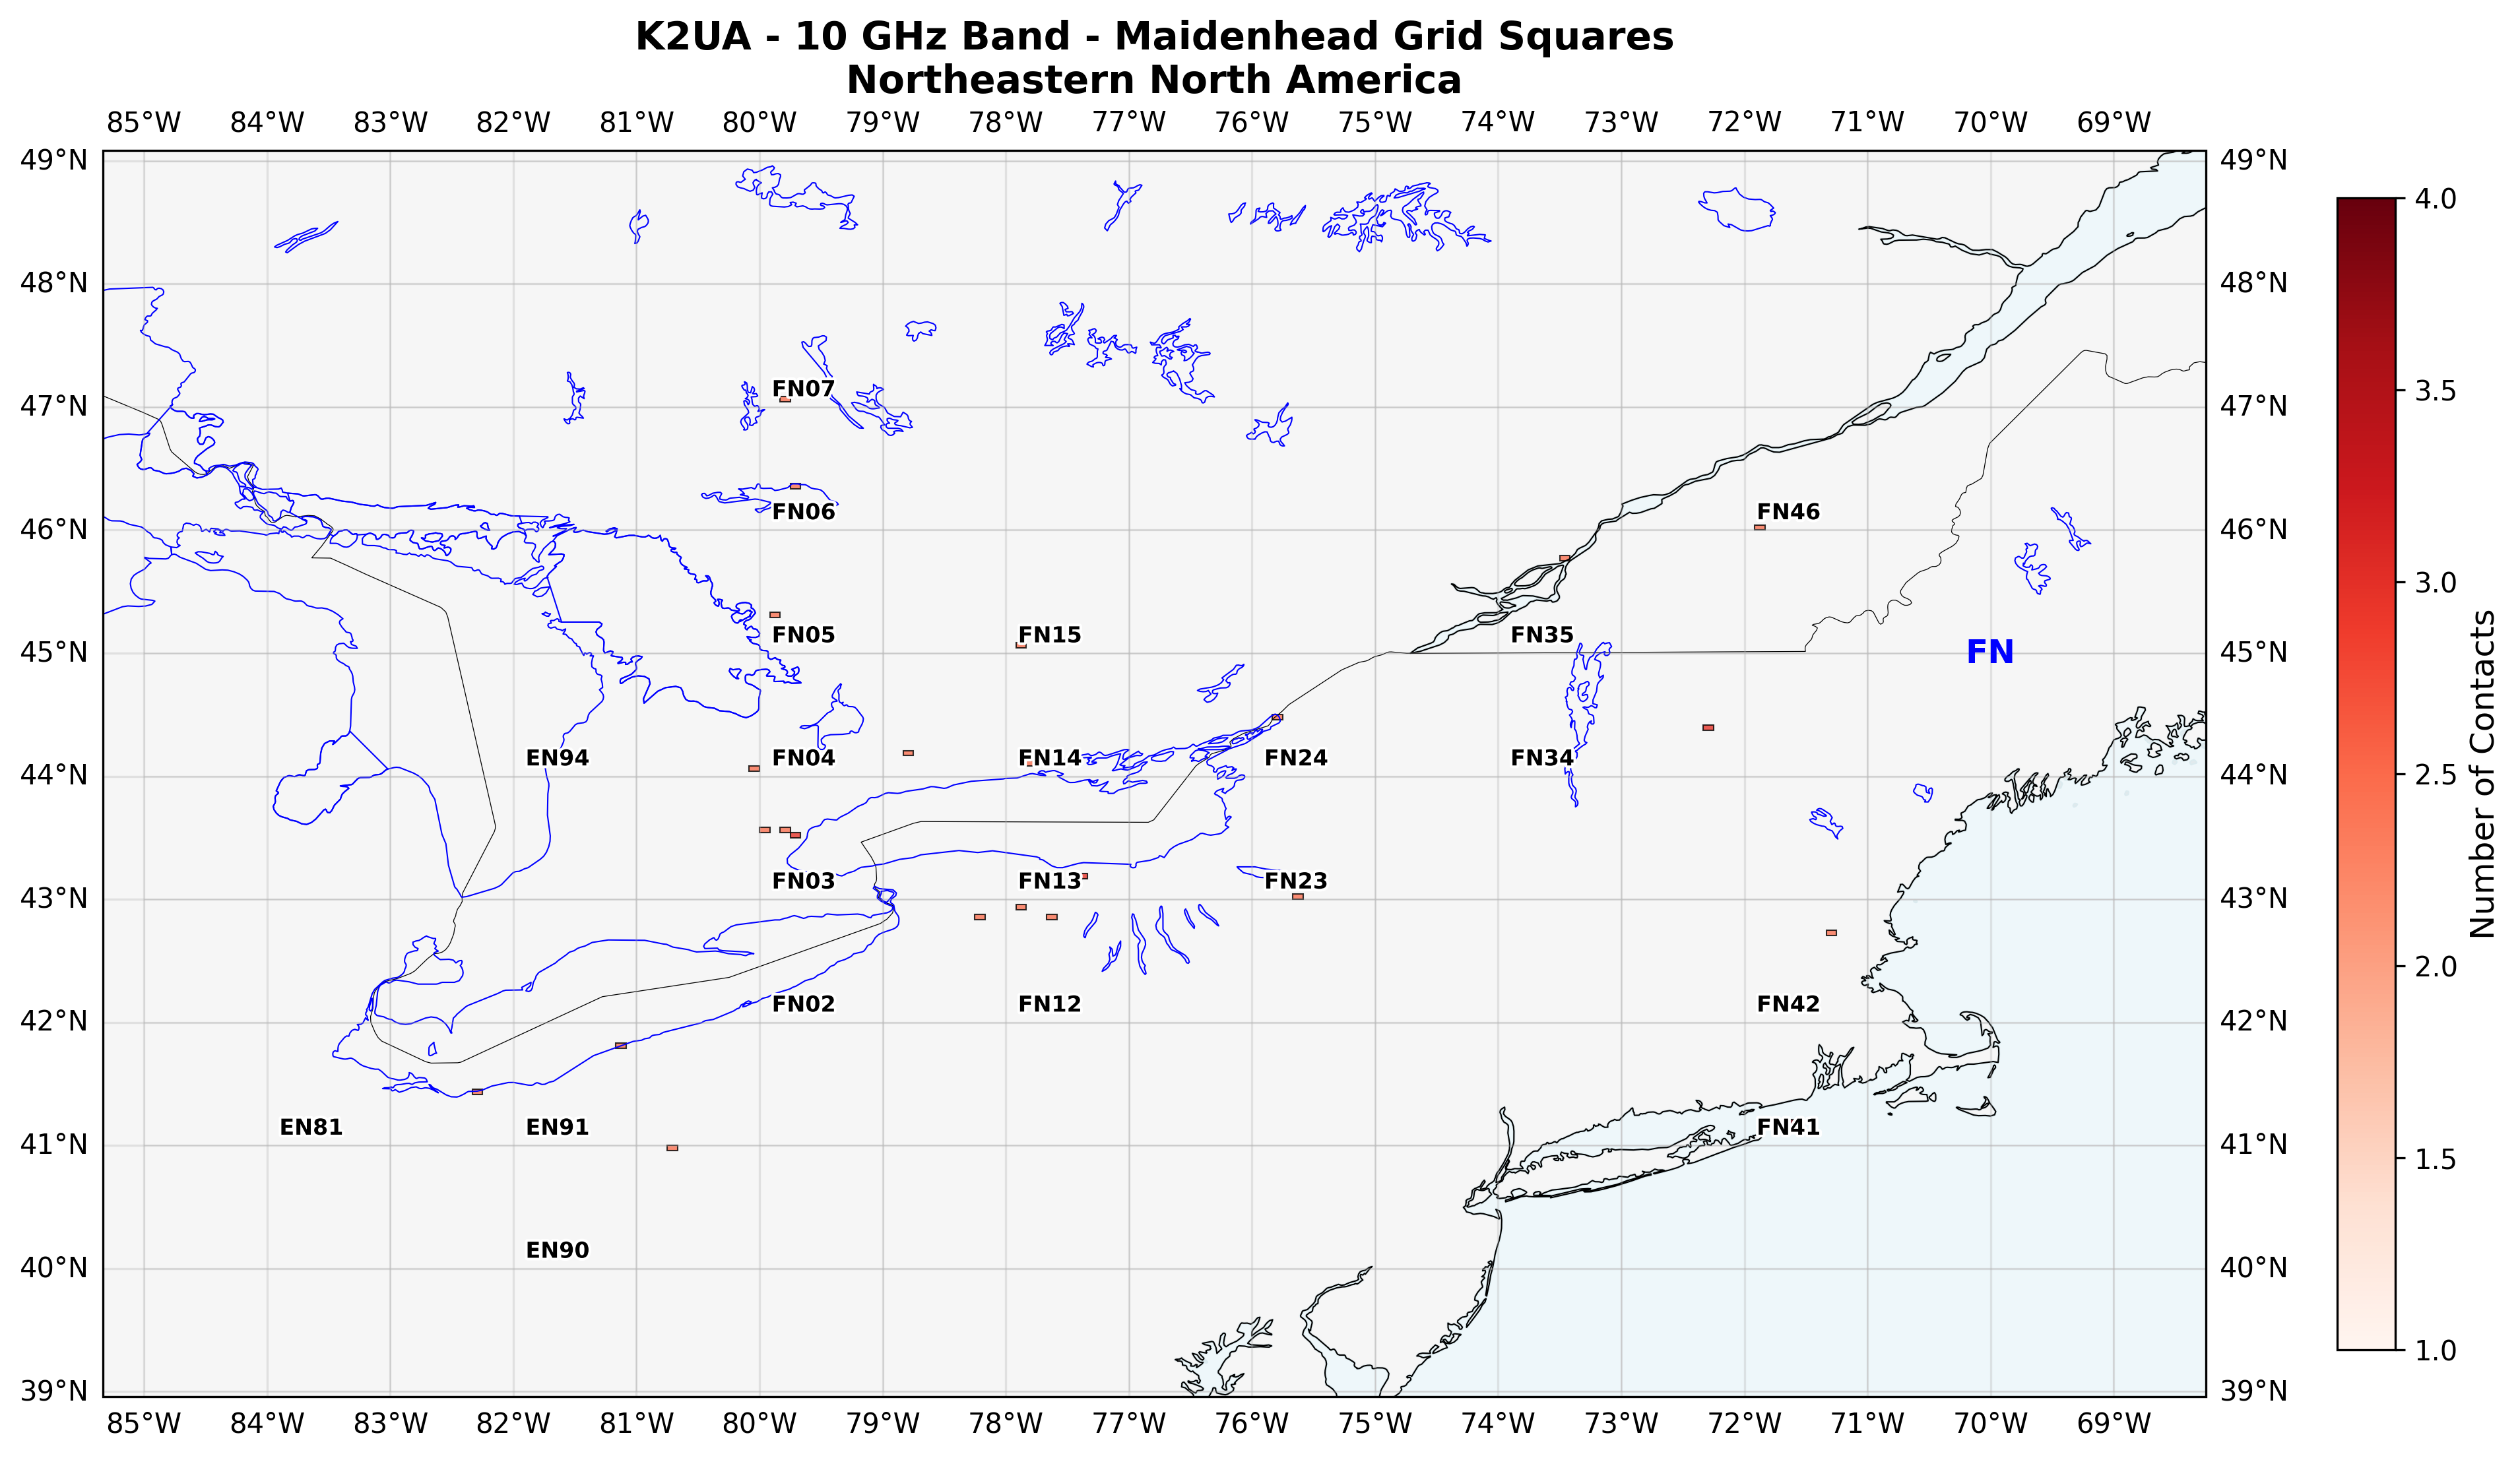 K2UA - 10 GHz Band - Maidenhead Grid Squares
Northeastern North America
85°W 84°W 83°W 82°W 81°W 80°W 79°W 78°W 77°W 76°W 75°W 74°W 73°W 72°W 71°W 70°W 69°W
49°N 49°N
4.0
48°N 48°N
FN07
3.5
47°N 47°N
FN06 FN46
46°N 46°N
3.0
FN05 FN15 FN35
45°N FN 45°N
EN94 FN04 FN14 FN24 FN34
44°N 44°N
2.5
FN03 FN13 FN23
43°N 43°N
Number of Contacts
2.0
FN02 FN12 FN42
42°N 42°N
EN81 EN91 FN41
41°N 41°N
1.5
EN90
40°N 40°N
1.0
39°N 39°N
85°W 84°W 83°W 82°W 81°W 80°W 79°W 78°W 77°W 76°W 75°W 74°W 73°W 72°W 71°W 70°W 69°W